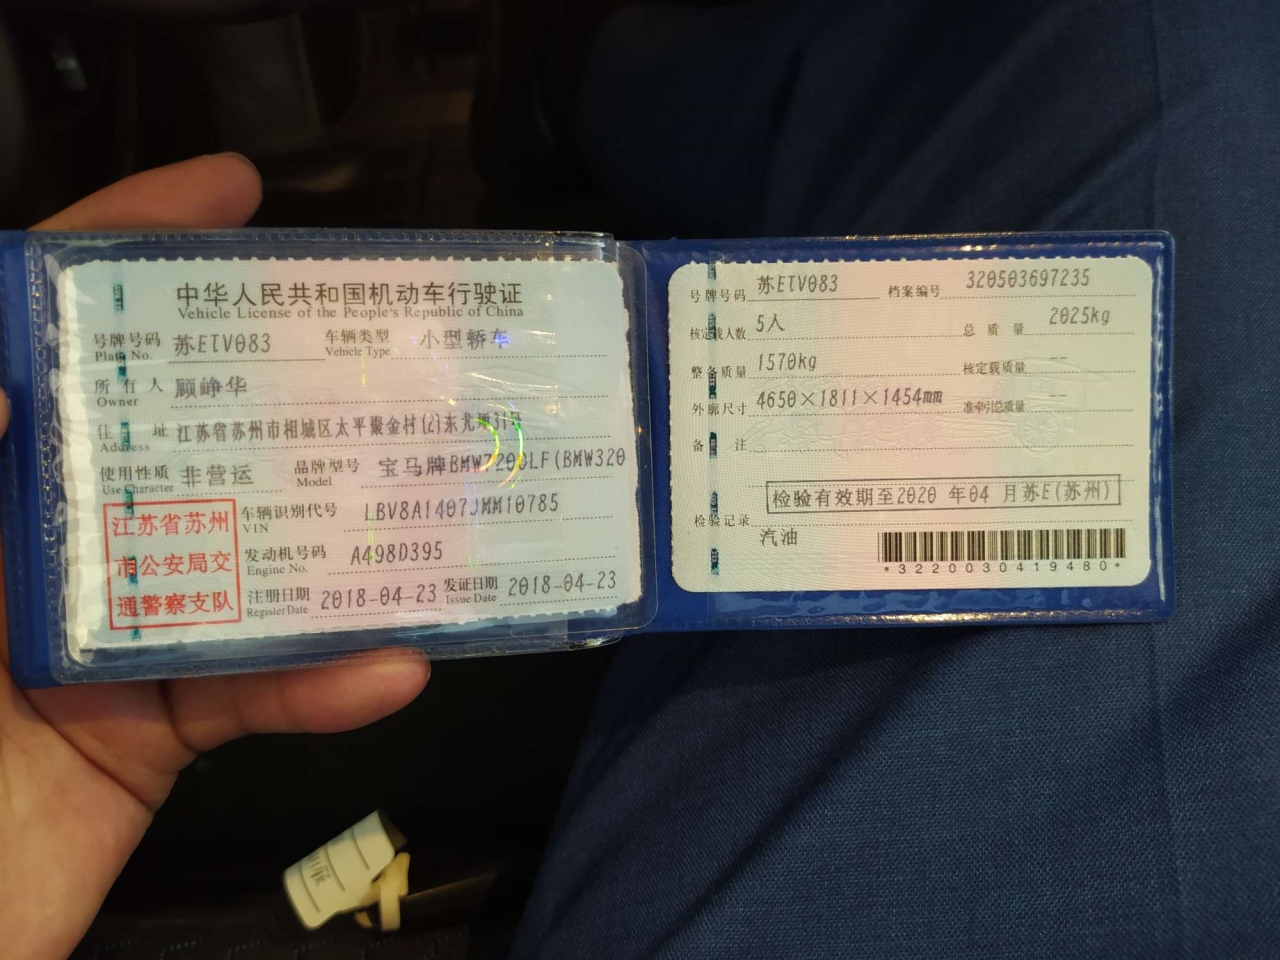 中华人民共和国机动车行驶证
Vehicle License of the People's Republic of China
号牌号码 苏E1V083 车辆类型 小型轿车
Plate No. Vehicle Type
所有人 顾峥华
Owner
住址 江苏省苏州市相城区太平聚金村(2)东尤 31号
Address
使用性质 非营运 品牌型号 宝马牌BMW7200LF(BMW320
Use Character Model
江苏省苏州
市公安局交
通警察支队
车辆识别代号 LBV8A1407JMM10785
VIN
发动机号码 A498D395
Engine No.
注册日期 2018-04-23 发证日期 2018-04-23
Register Date Issue Date
号牌号码 苏E1V083 档案编号 320503697235
核定载人数 5人 总质量 2025kg
整备质量 1570kg 核定载质量 --
外廓尺寸 4650×1811×1454mm 准牵引总质量 --
备注
检验有效期至2020 年04 月苏E(苏州)
检验记录
汽油
*3220030419480*